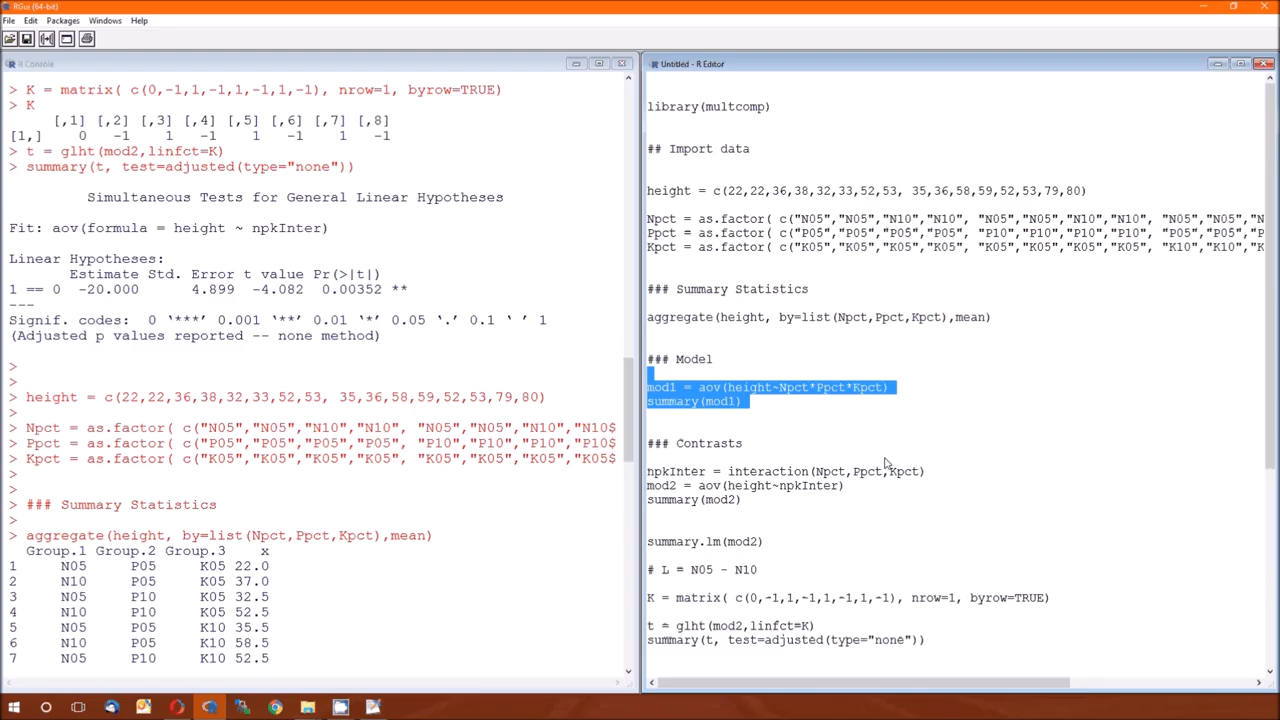 RGui (64-bit)
File Edit Packages Windows Help
R Console
> K = matrix( c(0,-1,1,-1,1,-1,1,-1), nrow=1, byrow=TRUE)
> K
[,1] [,2] [,3] [,4] [,5] [,6] [,7] [,8]
[1,] 0 -1 1 -1 1 -1 1 -1
> t = glht(mod2,linfct=K)
> summary(t, test=adjusted(type="none"))
Simultaneous Tests for General Linear Hypotheses
Fit: aov(formula = height ~ npkInter)
Linear Hypotheses:
Estimate Std. Error t value Pr(>|t|)
1 == 0 -20.000 4.899 -4.082 0.00352 **
---
Signif. codes: 0 ‘***’ 0.001 ‘**’ 0.01 ‘*’ 0.05 ‘.’ 0.1 ‘ ’ 1
(Adjusted p values reported -- none method)
>
>
> height = c(22,22,36,38,32,33,52,53, 35,36,58,59,52,53,79,80)
>
> Npct = as.factor( c("N05","N05","N10","N10", "N05","N05","N10","N10$
> Ppct = as.factor( c("P05","P05","P05","P05", "P10","P10","P10","P10$
> Kpct = as.factor( c("K05","K05","K05","K05", "K05","K05","K05","K05$
>
>
> ### Summary Statistics
>
> aggregate(height, by=list(Npct,Ppct,Kpct),mean)
Group.1 Group.2 Group.3 x
1 N05 P05 K05 22.0
2 N10 P05 K05 37.0
3 N05 P10 K05 32.5
4 N10 P10 K05 52.5
5 N05 P05 K10 35.5
6 N10 P05 K10 58.5
7 N05 P10 K10 52.5
Untitled - R Editor
library(multcomp)
## Import data
height = c(22,22,36,38,32,33,52,53, 35,36,58,59,52,53,79,80)
Npct = as.factor( c("N05","N05","N10","N10", "N05","N05","N10","N10", "N05","N05","N
Ppct = as.factor( c("P05","P05","P05","P05", "P10","P10","P10","P10", "P05","P05","P
Kpct = as.factor( c("K05","K05","K05","K05", "K05","K05","K05","K05", "K10","K10","K
### Summary Statistics
aggregate(height, by=list(Npct,Ppct,Kpct),mean)
### Model
mod1 = aov(height~Npct*Ppct*Kpct)
summary(mod1)
### Contrasts
npkInter = interaction(Npct,Ppct,Kpct)
mod2 = aov(height~npkInter)
summary(mod2)
summary.lm(mod2)
# L = N05 - N10
K = matrix( c(0,-1,1,-1,1,-1,1,-1), nrow=1, byrow=TRUE)
t = glht(mod2,linfct=K)
summary(t, test=adjusted(type="none"))